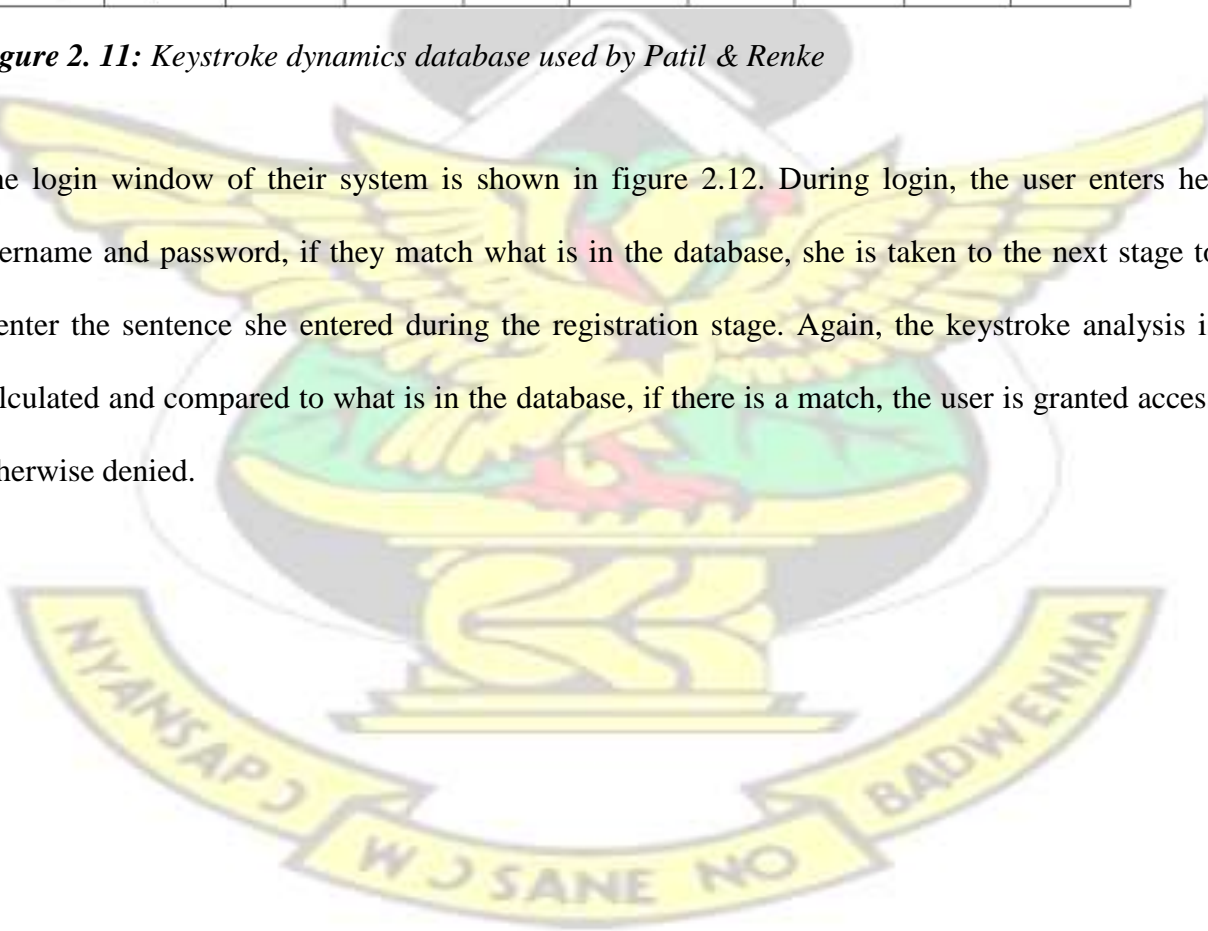 gure 2. 11: Keystroke dynamics database used by Patil & Renke
ne login window of their system is shown in figure 2.12. During login, the user enters he
ername and password, if they match what is in the database, she is taken to the next stage to
enter the sentence she entered during the registration stage. Again, the keystroke analysis i
lculated and compared to what is in the database, if there is a match, the user is granted acces
herwise denied.
NYANSAPƆ
WƆSANE NO
BADWENMA